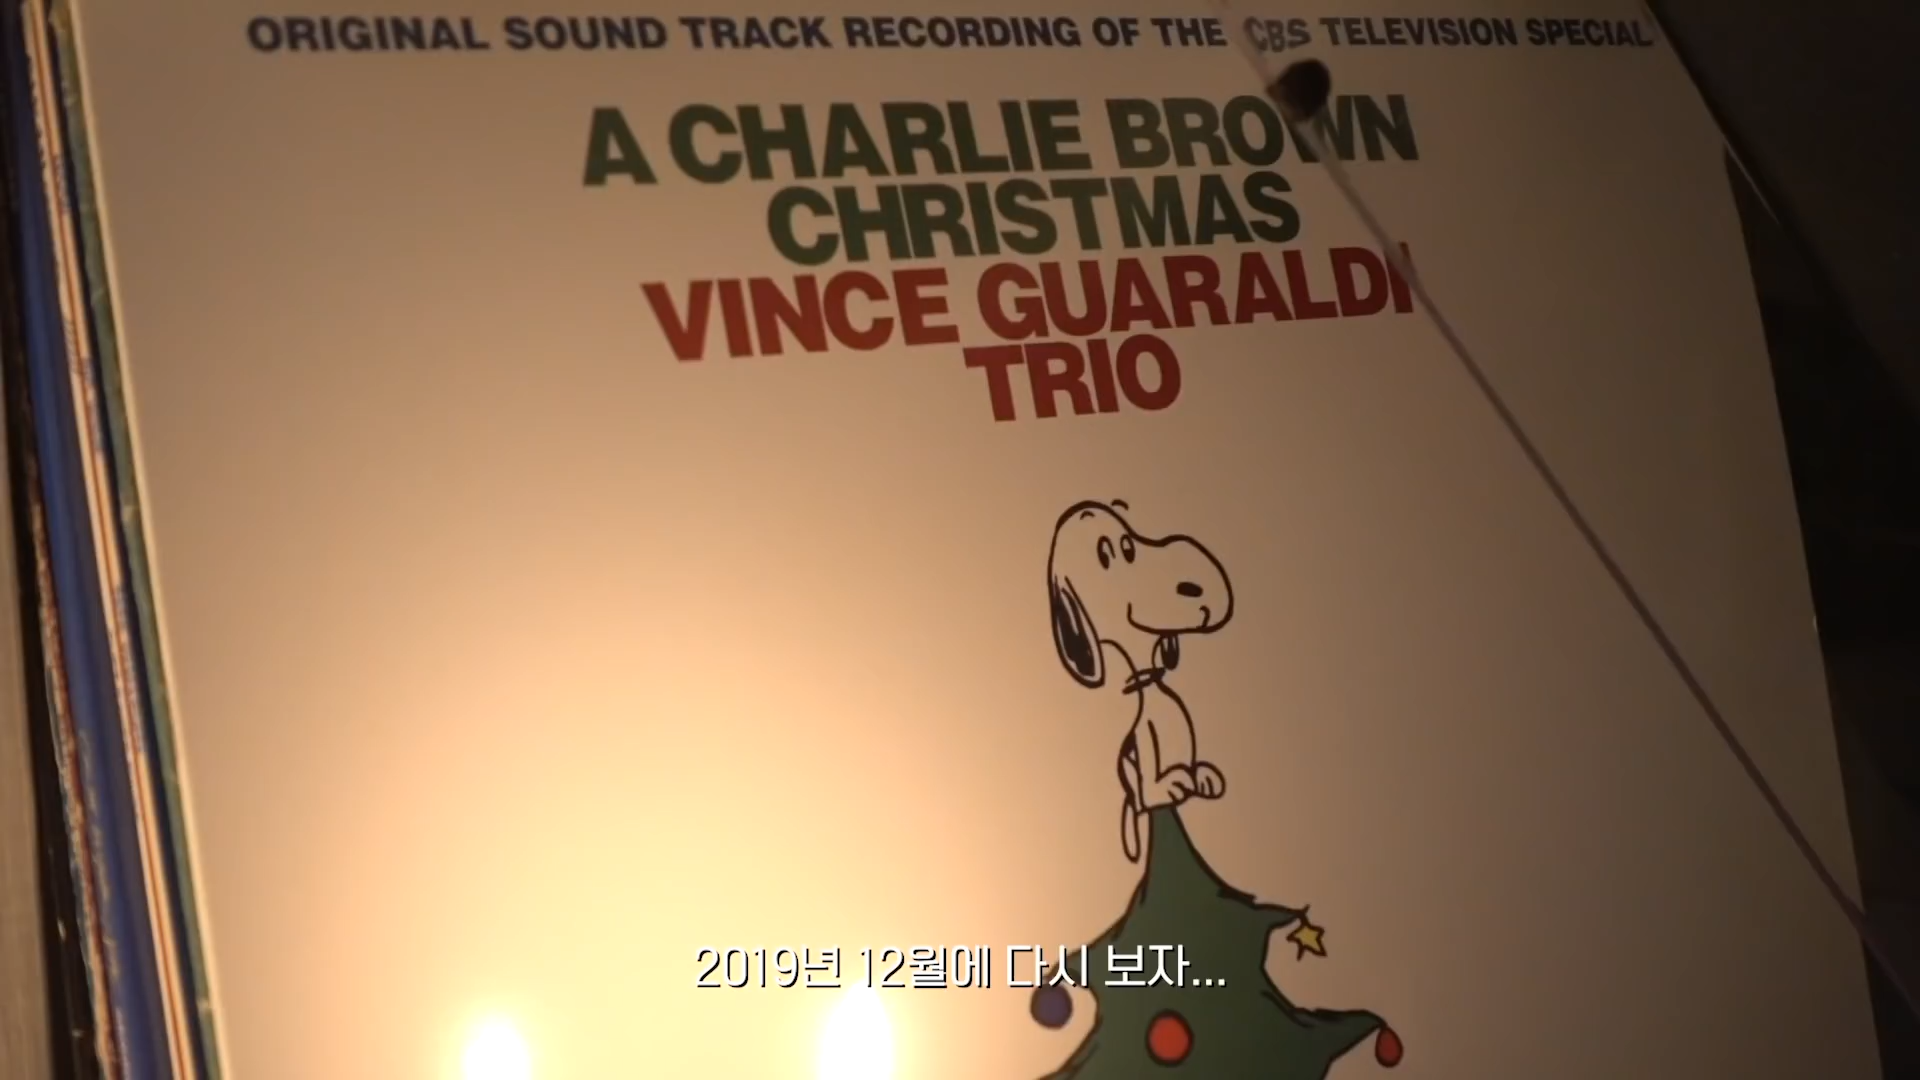 ORIGINAL SOUND TRACK RECORDING OF THE CBS TELEVISION SPECIAL
A CHARLIE BROWN
CHRISTMAS
VINCE GUARALDI
TRIO
2019년 12월에 다시 보자...